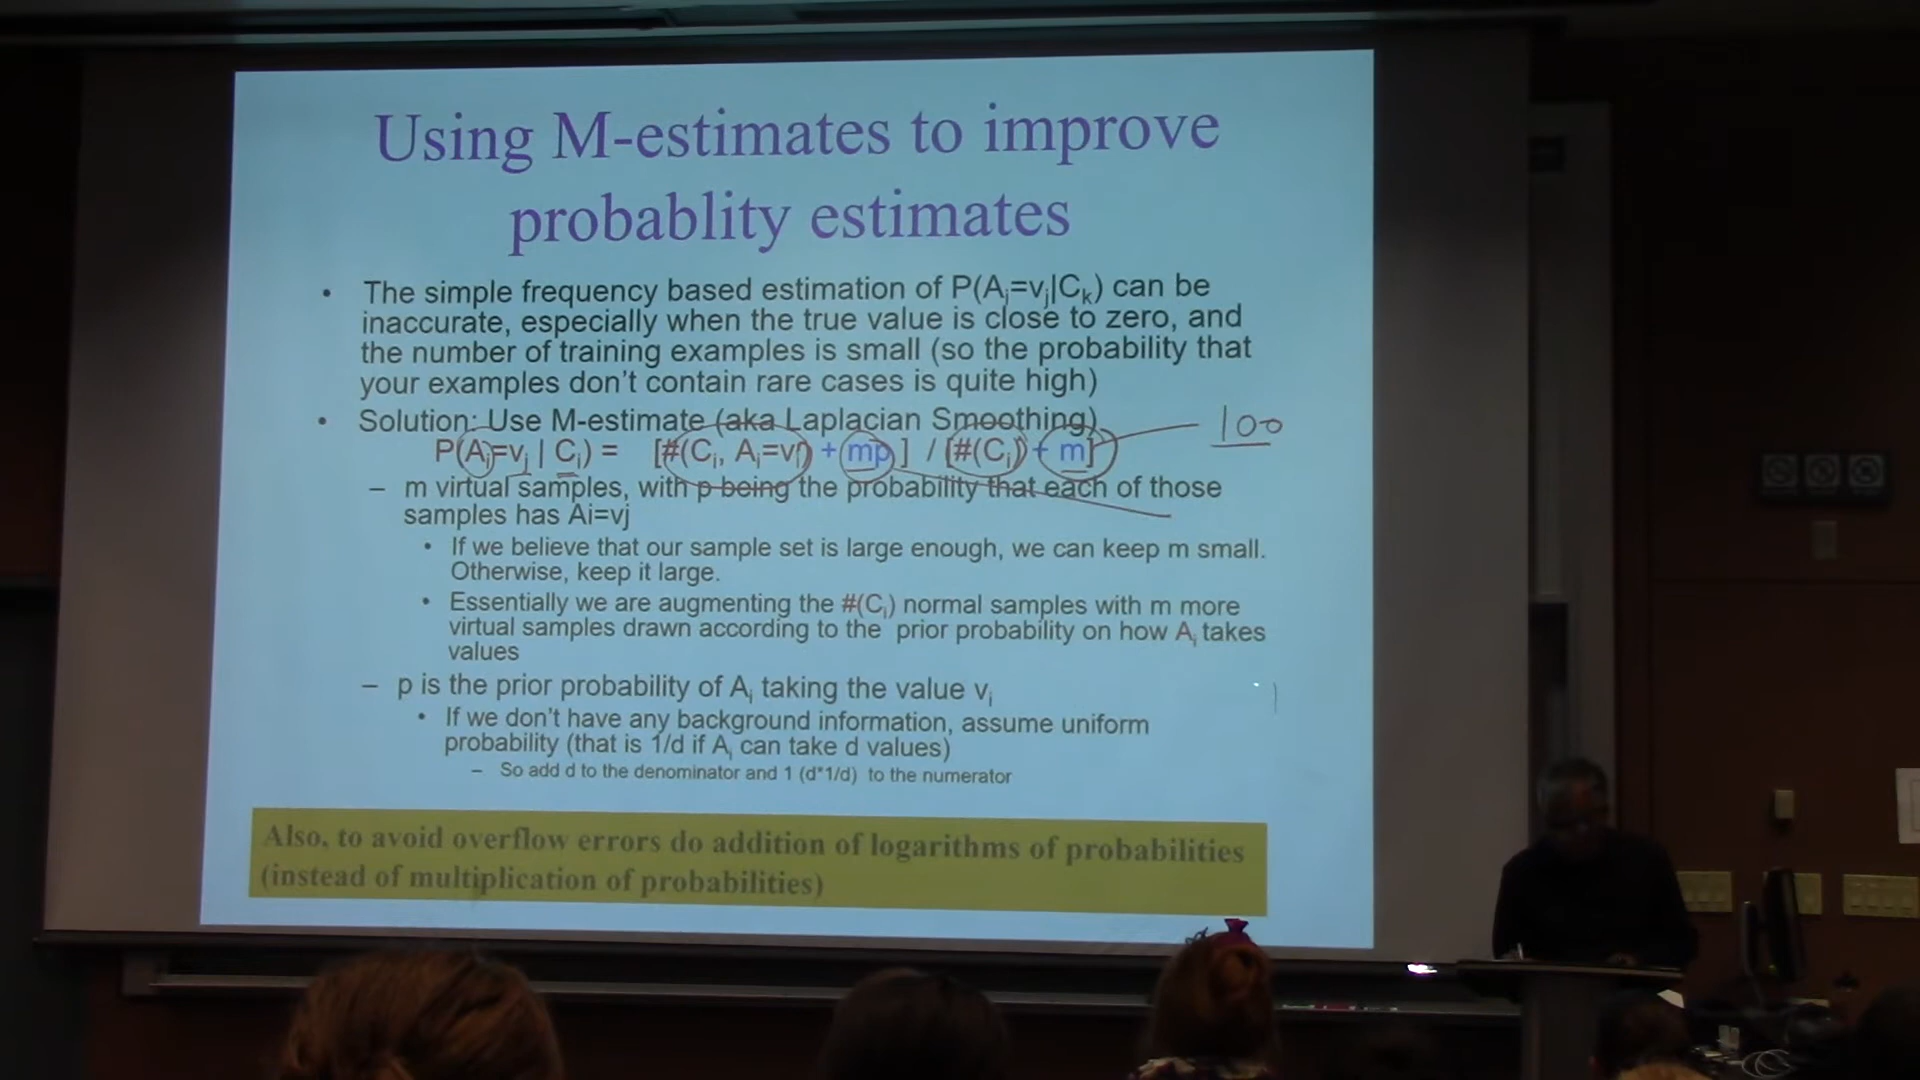 Using M-estimates to improve
probablity estimates
• The simple frequency based estimation of P(Ai=vj|Ck) can be
inaccurate, especially when the true value is close to zero, and
the number of training examples is small (so the probability that
your examples don't contain rare cases is quite high)
• Solution: Use M-estimate (aka Laplacian Smoothing)
100
P(Ai=vj | Ci) = [#(Ci, Ai=vi) + mp ] / [#(Ci) + m]
– m virtual samples, with p being the probability that each of those
samples has Ai=vj
• If we believe that our sample set is large enough, we can keep m small.
Otherwise, keep it large.
• Essentially we are augmenting the #(Ci) normal samples with m more
virtual samples drawn according to the prior probability on how Ai takes
values
– p is the prior probability of Ai taking the value vi
• If we don't have any background information, assume uniform
probability (that is 1/d if Ai can take d values)
– So add d to the denominator and 1 (d*1/d) to the numerator
Also, to avoid overflow errors do addition of logarithms of probabilities
(instead of multiplication of probabilities)